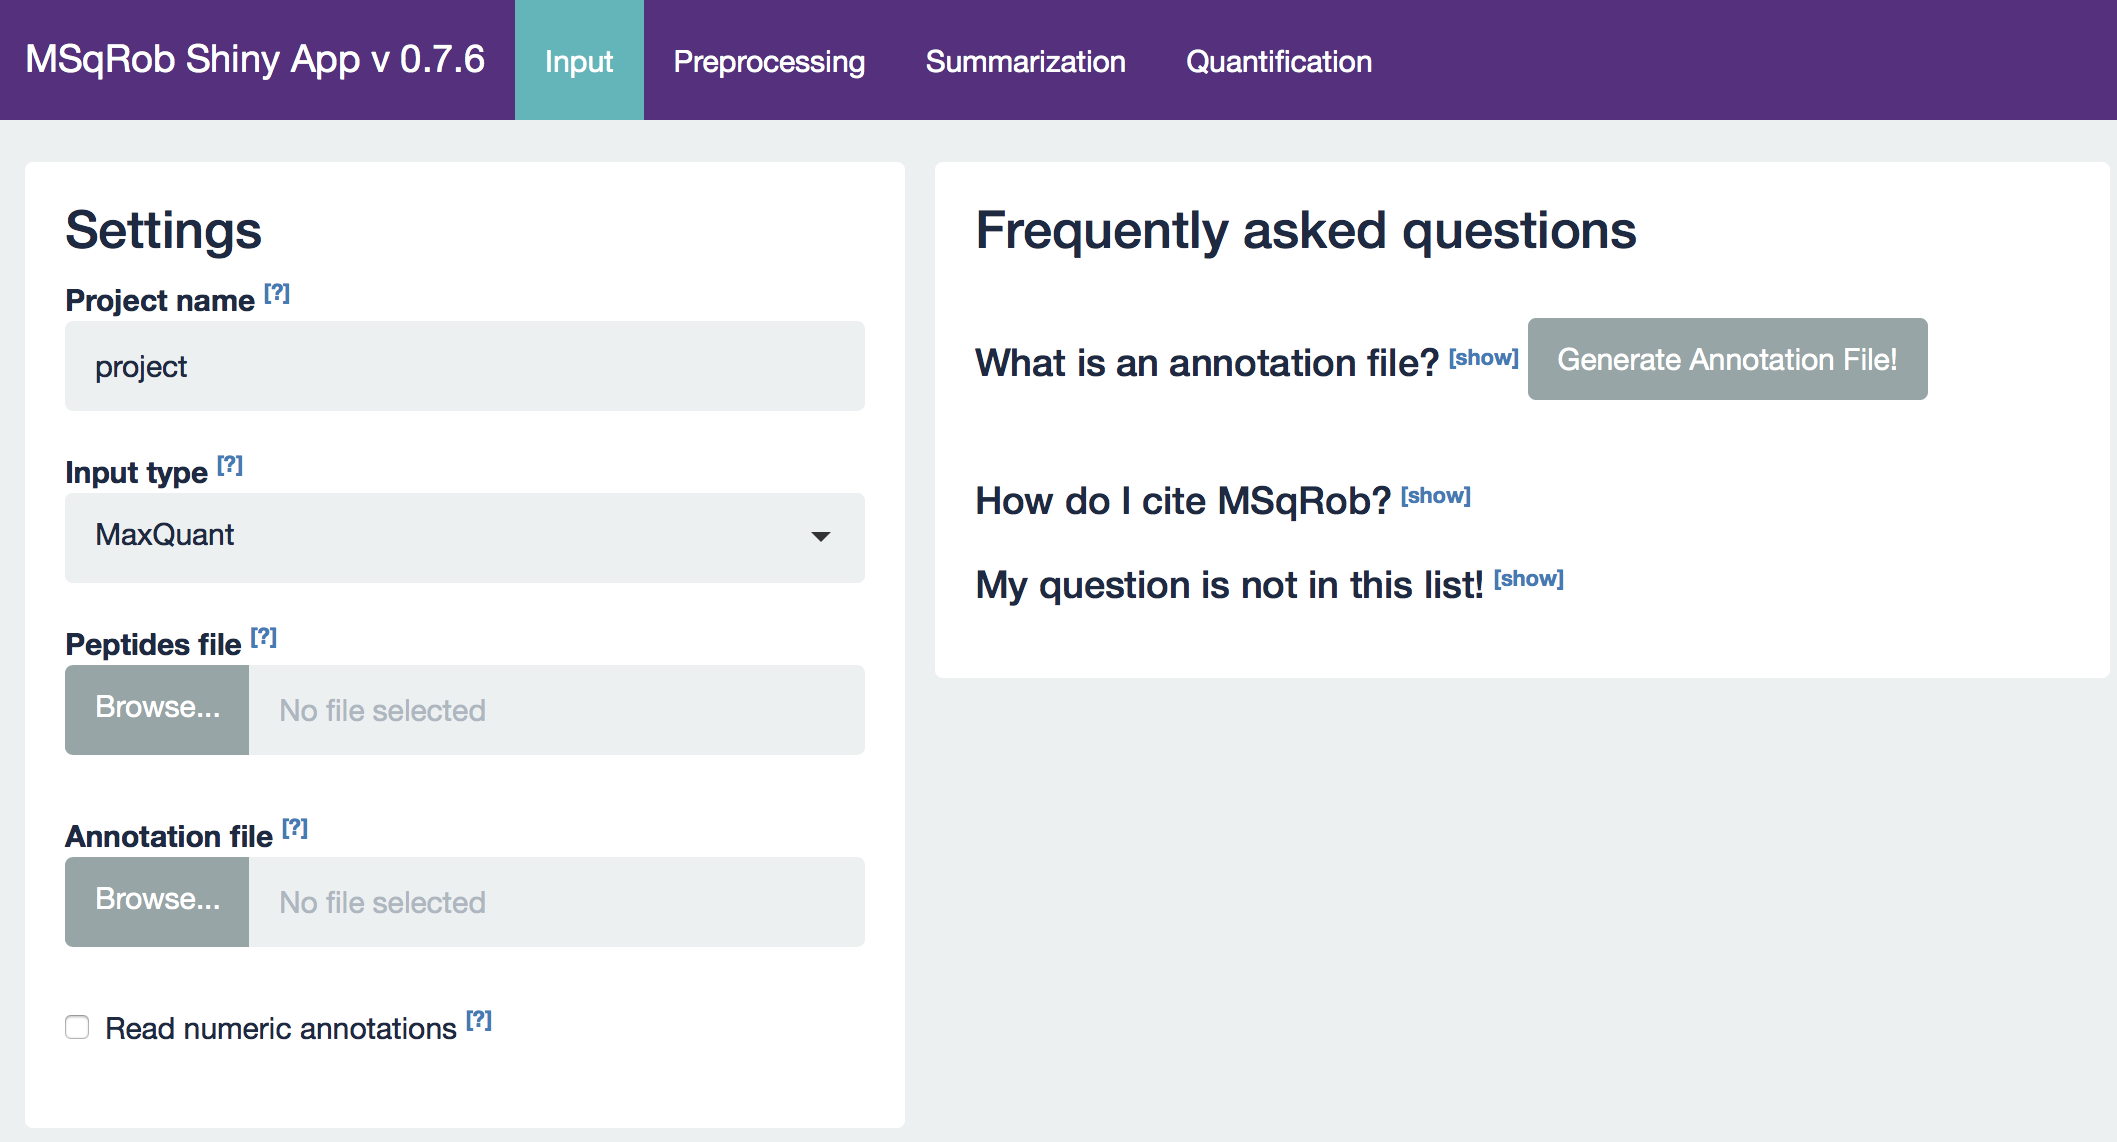 MSqRob Shiny App v 0.7.6 Input Preprocessing Summarization Quantification
Settings
Project name [?]
project
Input type [?]
MaxQuant
Peptides file [?]
Browse... No file selected
Annotation file [?]
Browse... No file selected
Read numeric annotations [?]
Frequently asked questions
What is an annotation file? [show] Generate Annotation File!
How do I cite MSqRob? [show]
My question is not in this list! [show]